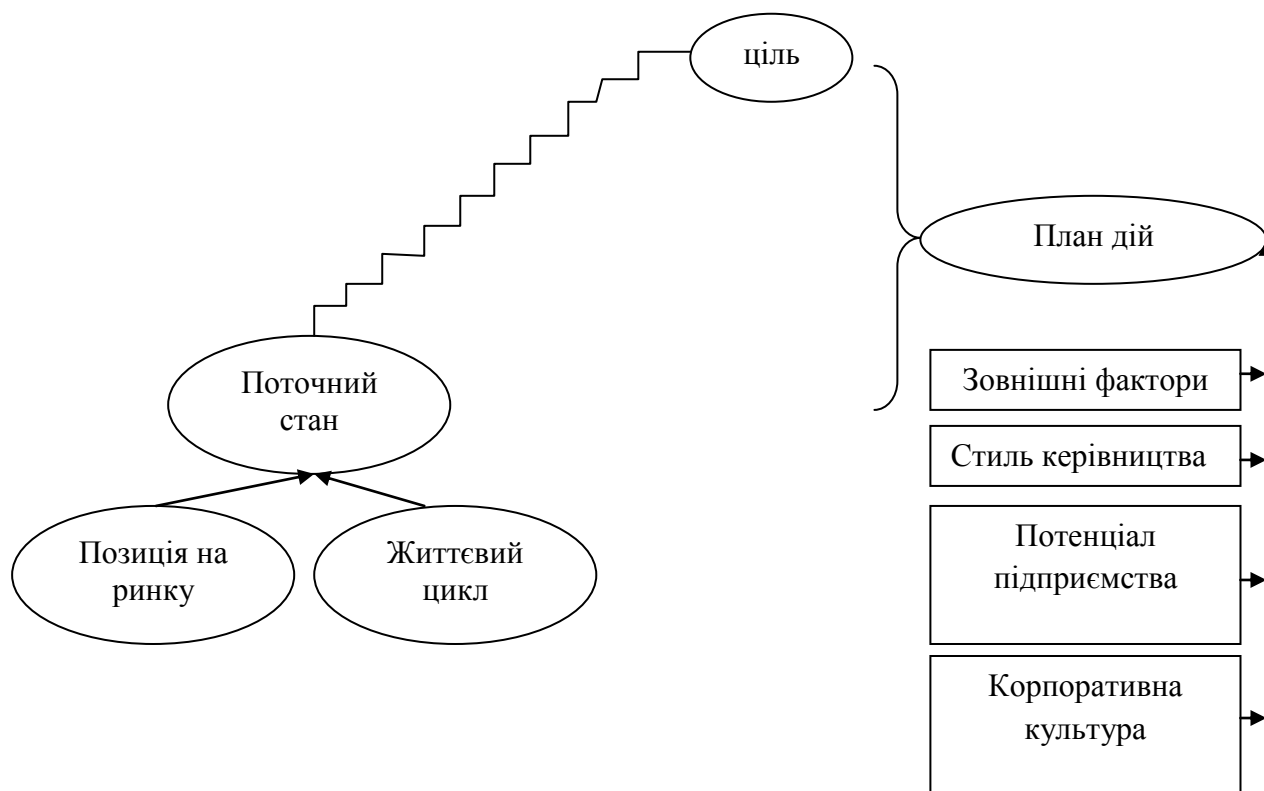 ціль
План дій
Поточний
стан
Зовнішні фактори
Стиль керівництва
Позиція на
ринку
Життєвий
цикл
Потенціал
підприємства
Корпоративна
культура